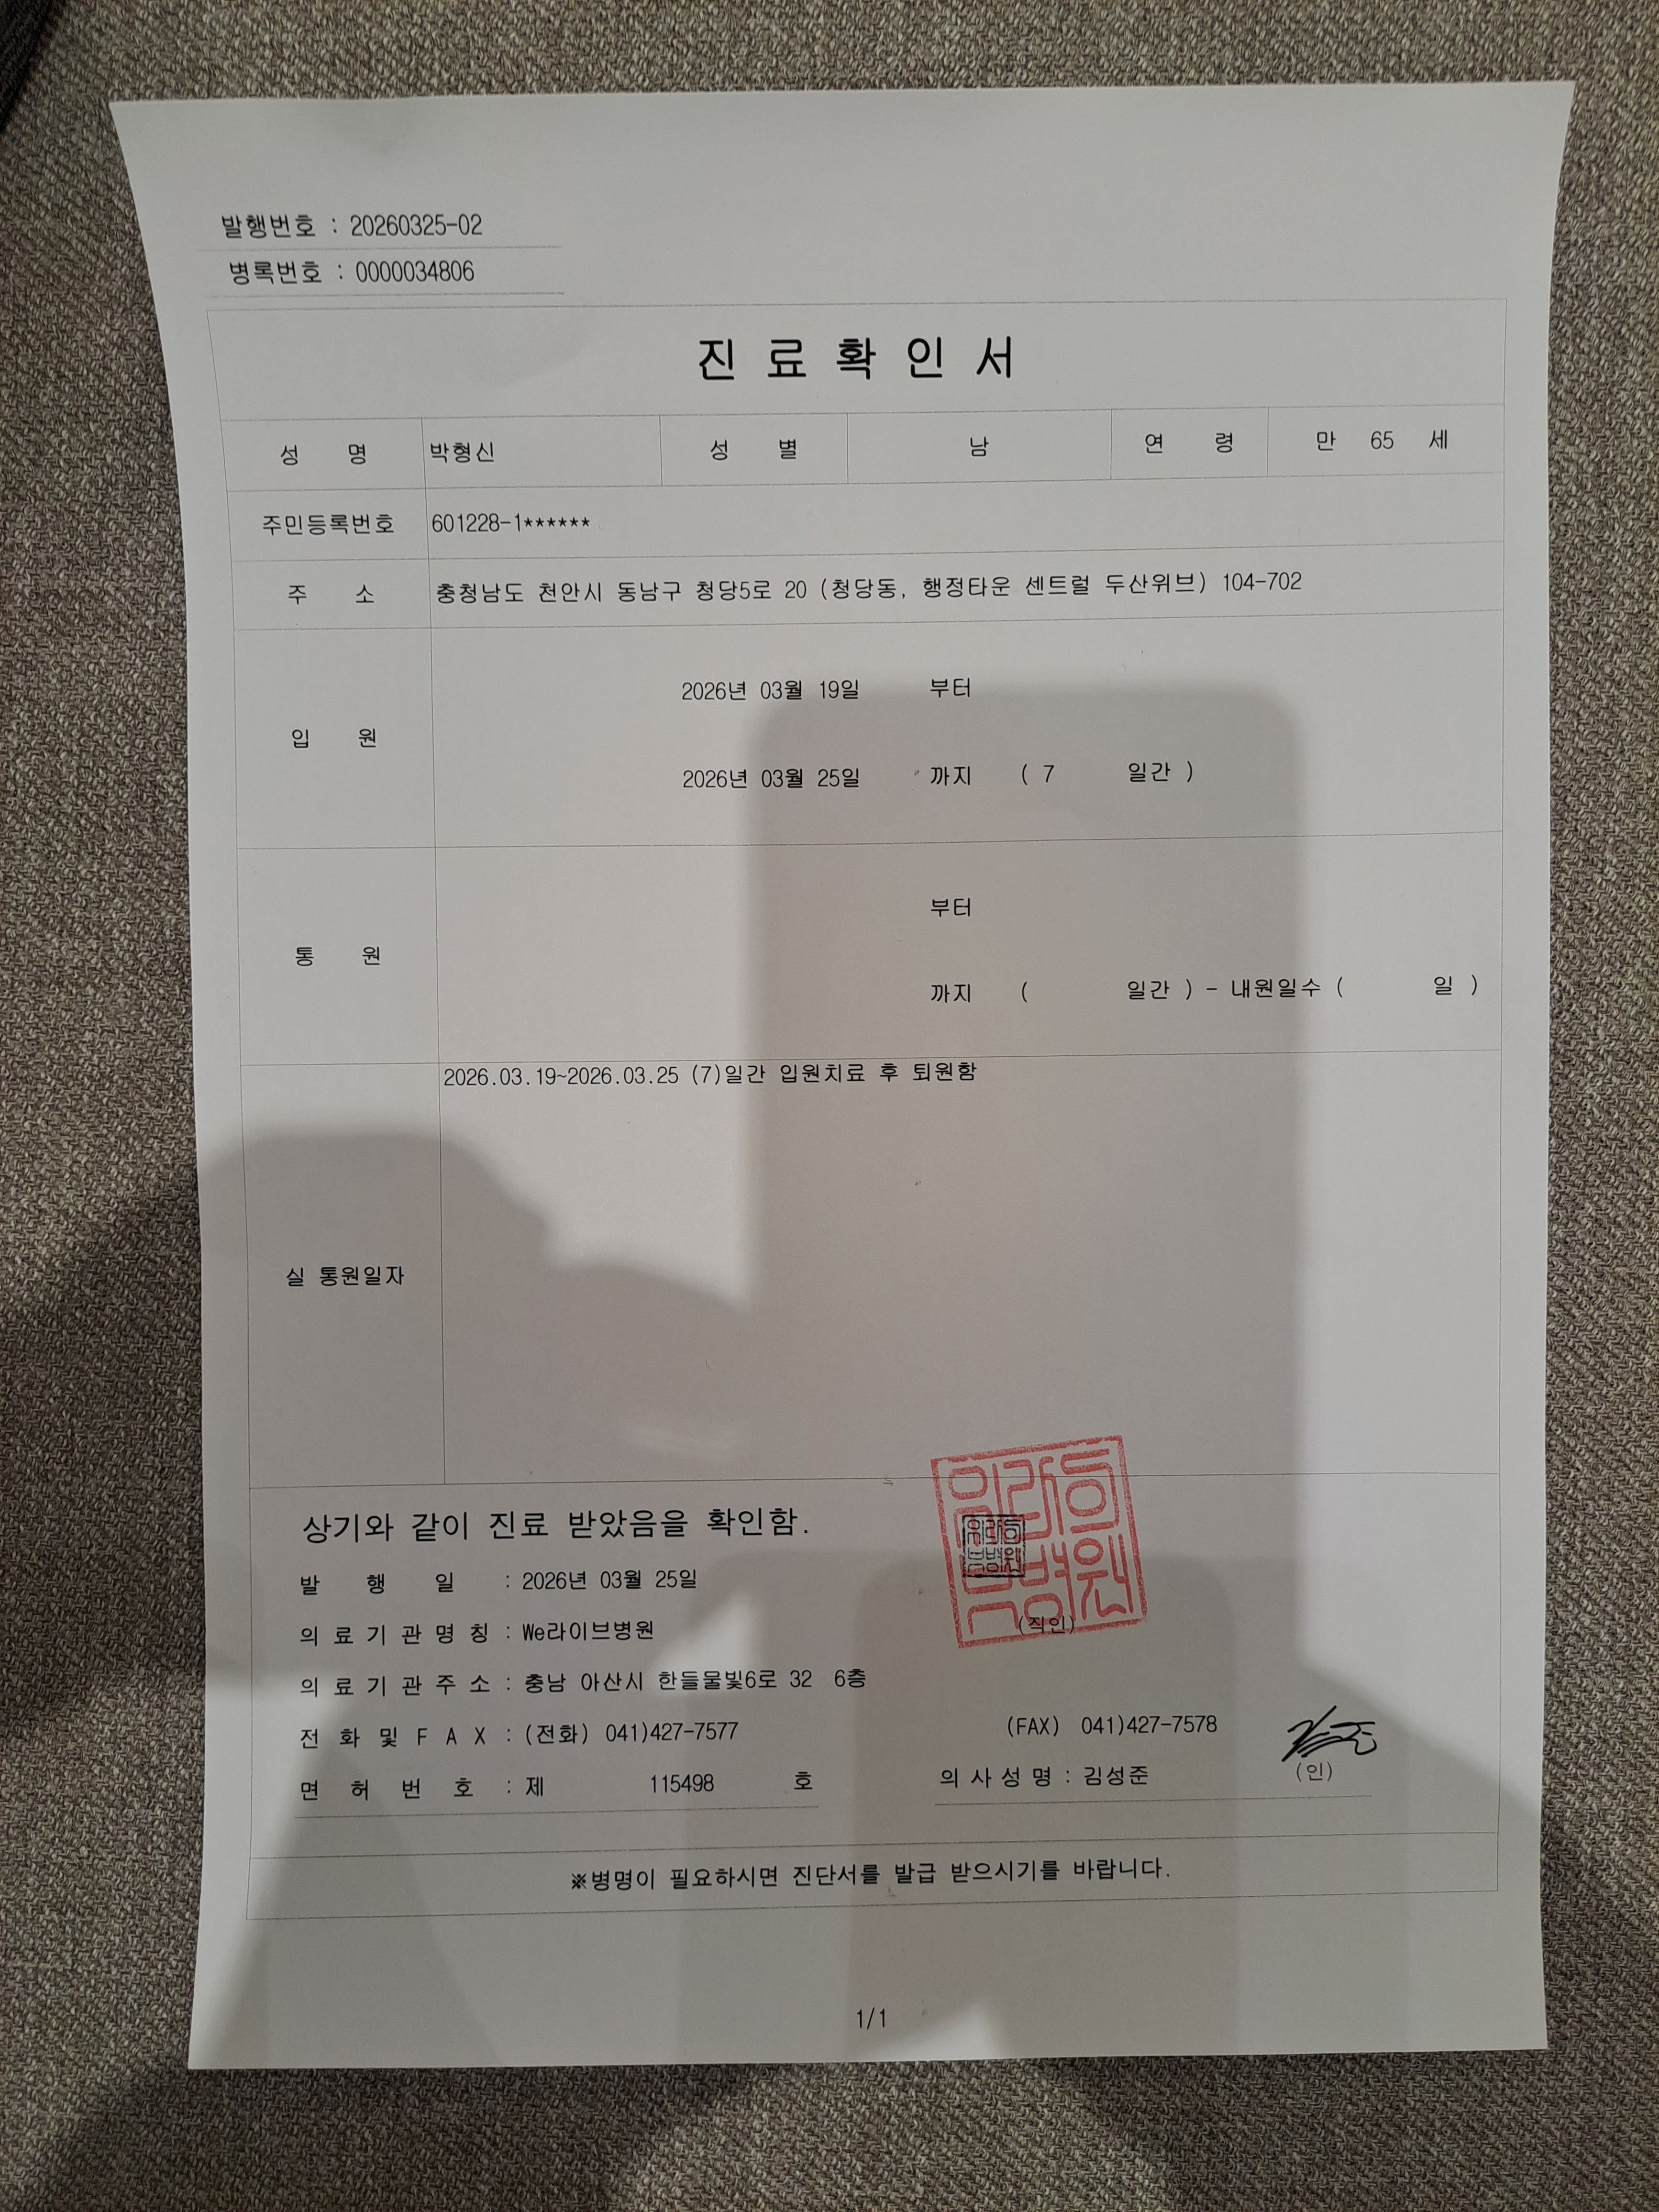 발행번호 : 20260325-02
병록번호 : 0000034806
진 료 확 인 서
성 명 박형신 성 별 남 연 령 만 65 세
주민등록번호 601228-1******
주 소 충청남도 천안시 동남구 청당5로 20 (청당동, 행정타운 센트럴 두산위브) 104-702
2026년 03월 19일 부터
입 원
2026년 03월 25일 까지 ( 7 일간 )
부터
통 원
까지 ( 일간 ) - 내원일수 ( 일 )
2026.03.19~2026.03.25 (7)일간 입원치료 후 퇴원함
실 통원일자
상기와 같이 진료 받았음을 확인함.
발 행 일 : 2026년 03월 25일
의 료 기 관 명 칭 : We라이브병원 (직인)
의 료 기 관 주 소 : 충남 아산시 한들물빛6로 32 6층
전 화 및 F A X : (전화) 041)427-7577 (FAX) 041)427-7578
면 허 번 호 : 제 115498 호 의 사 성 명 : 김성준 (인)
※병명이 필요하시면 진단서를 발급 받으시기를 바랍니다.
1/1